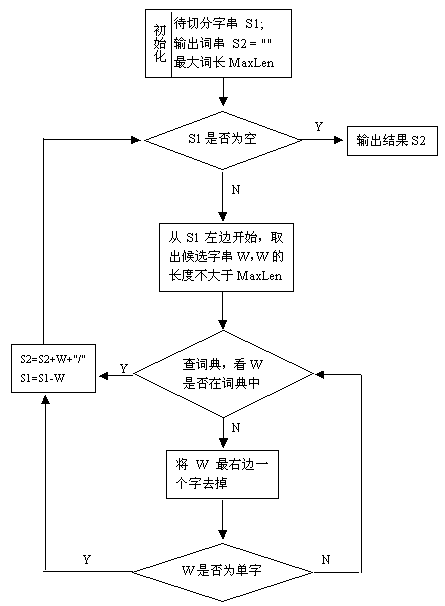 初始化
待切分字串 S1;
输出词串 S2 = ""
最大词长 MaxLen
S1 是否为空
Y
输出结果 S2
N
从 S1 左边开始，取
出候选字串 W,W 的
长度不大于 MaxLen
S2=S2+W+"/"
S1=S1-W
Y
查词典，看 W
是否在词典中
N
将 W 最右边一
个字去掉
Y
W 是否为单字
N